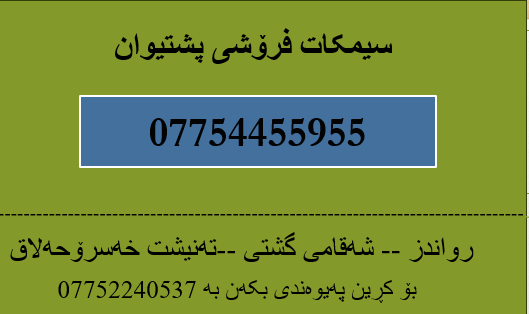 سیمکات فرۆشی پشتیوان
07754455955
رواندز -- شەقامی گشتی --تەنیشت خەسرۆحەلاق
بۆ کڕین پەیوەندی بکەن بە 07752240537